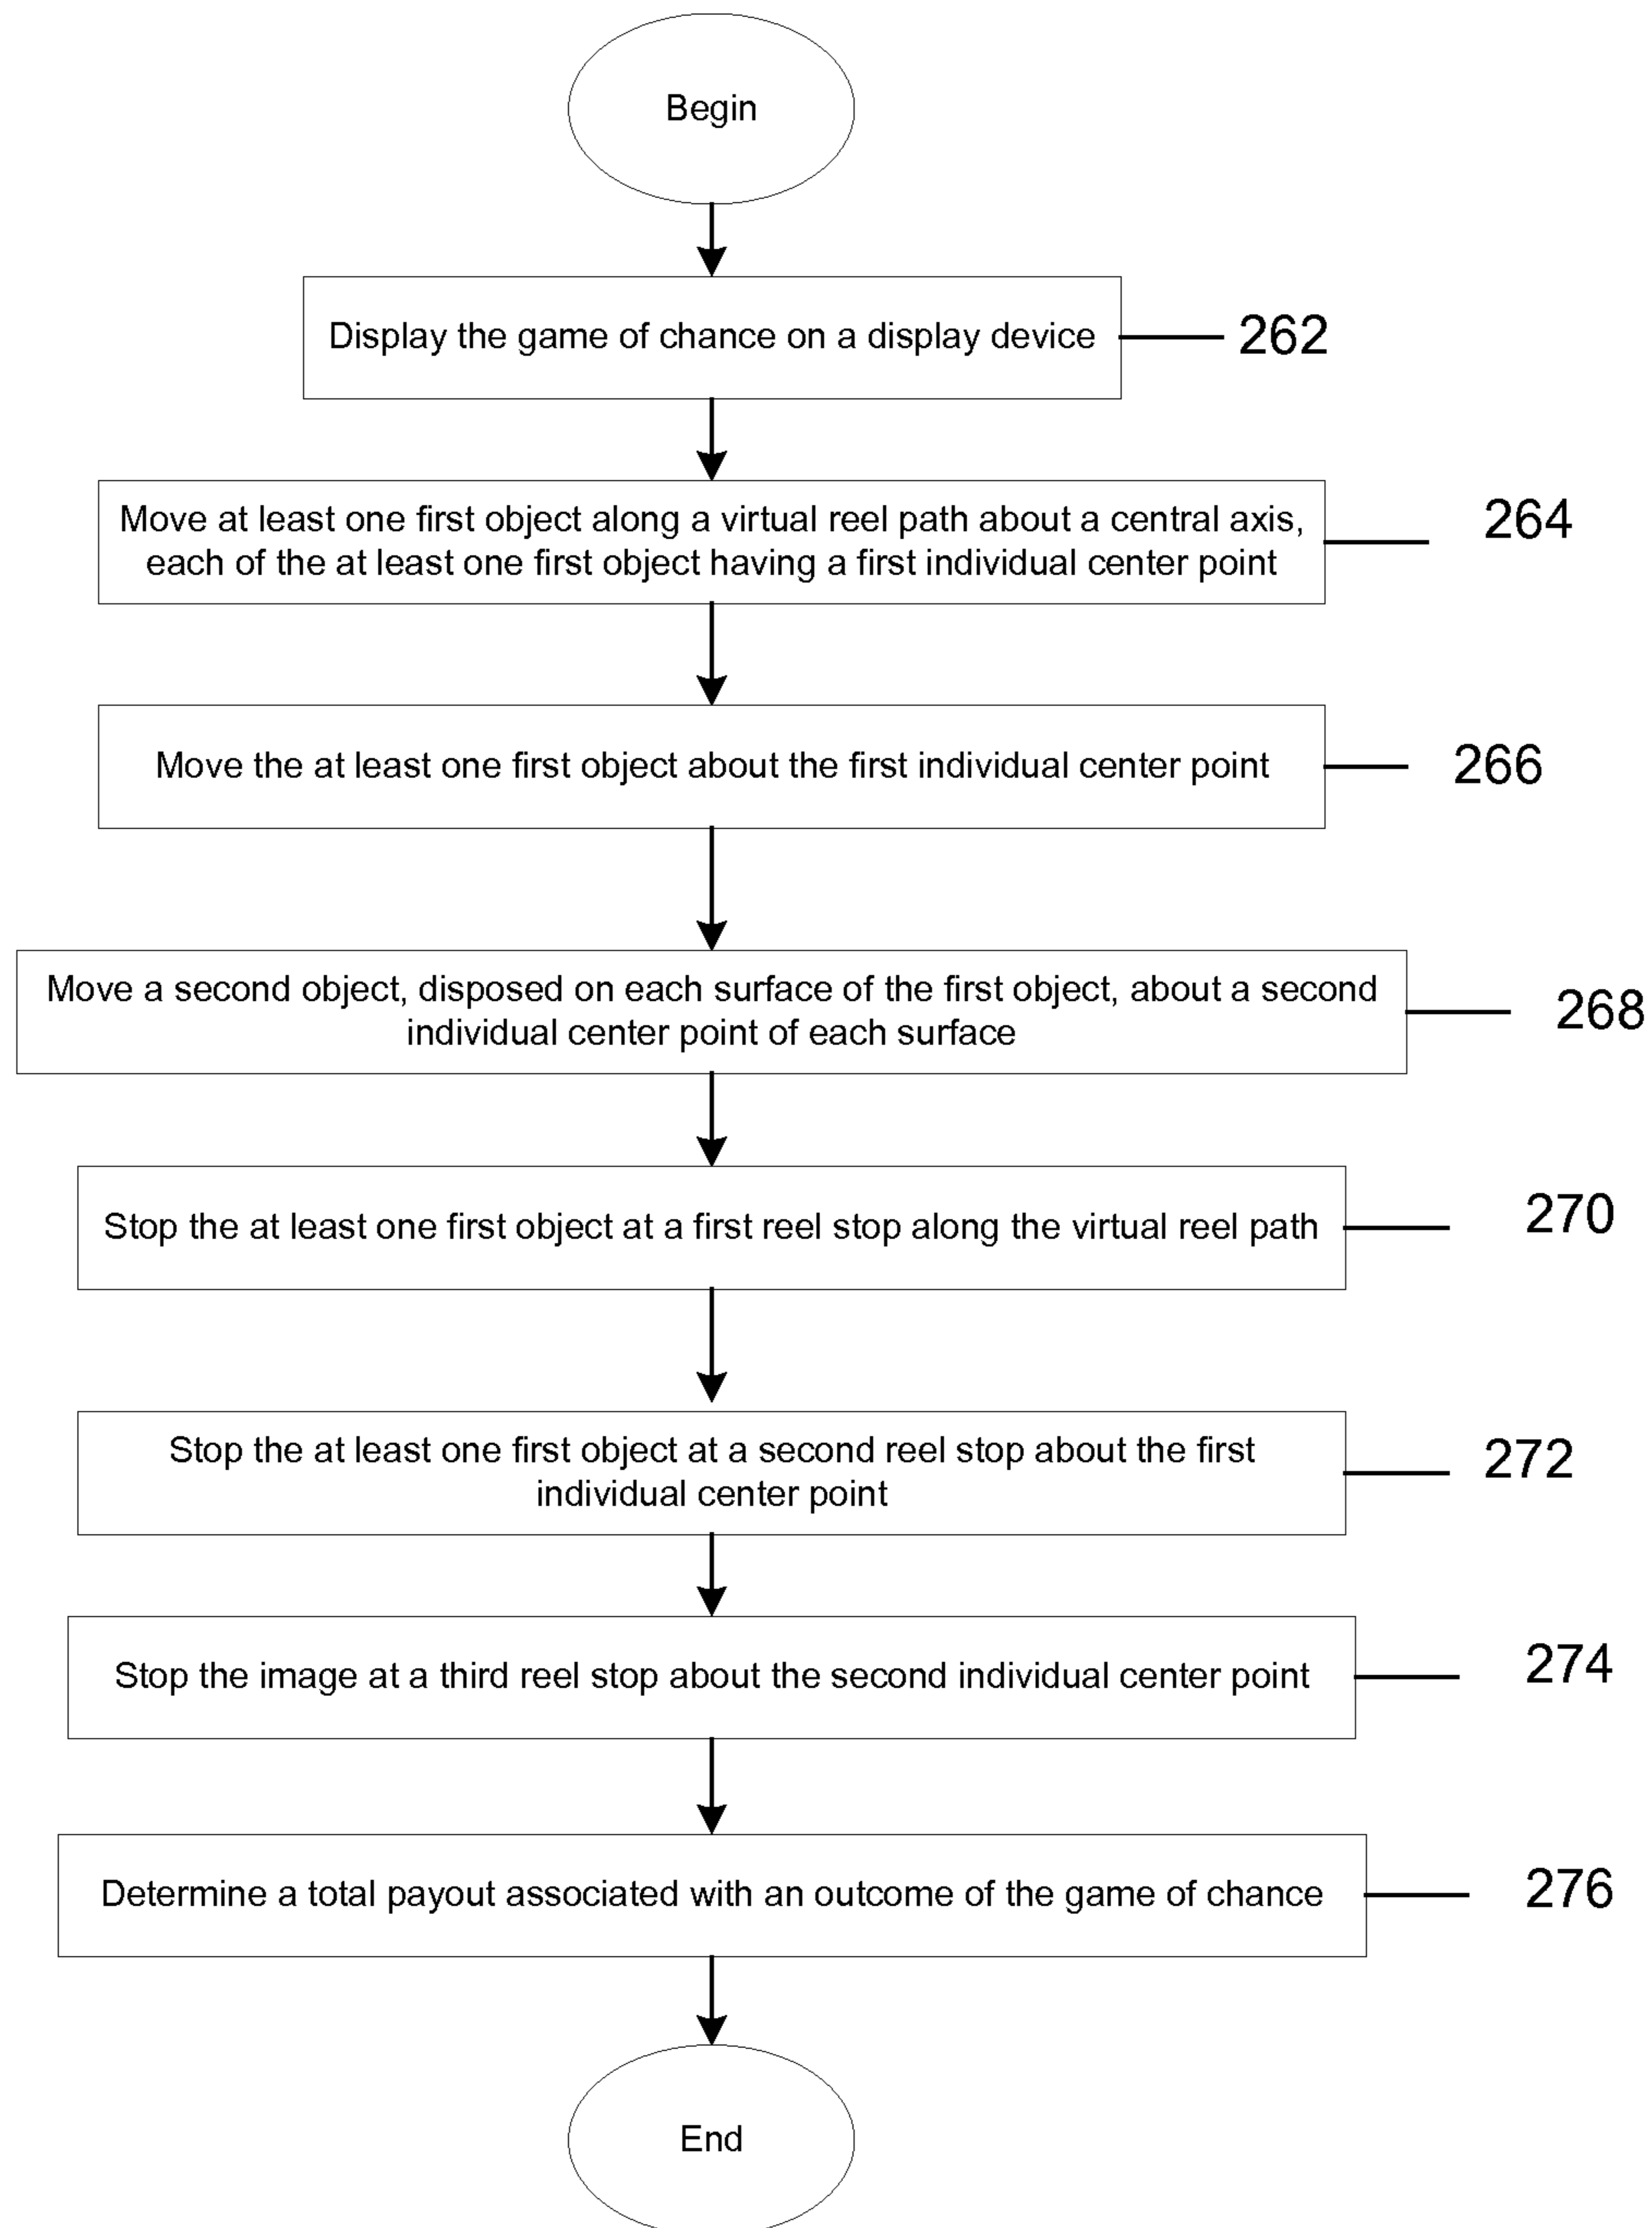 Begin
Display the game of chance on a display device
262
Move at least one first object along a virtual reel path about a central axis,
each of the at least one first object having a first individual center point
264
Move the at least one first object about the first individual center point
266
Move a second object, disposed on each surface of the first object, about a second
individual center point of each surface
268
Stop the at least one first object at a first reel stop along the virtual reel path
270
Stop the at least one first object at a second reel stop about the first
individual center point
272
Stop the image at a third reel stop about the second individual center point
274
Determine a total payout associated with an outcome of the game of chance
276
End